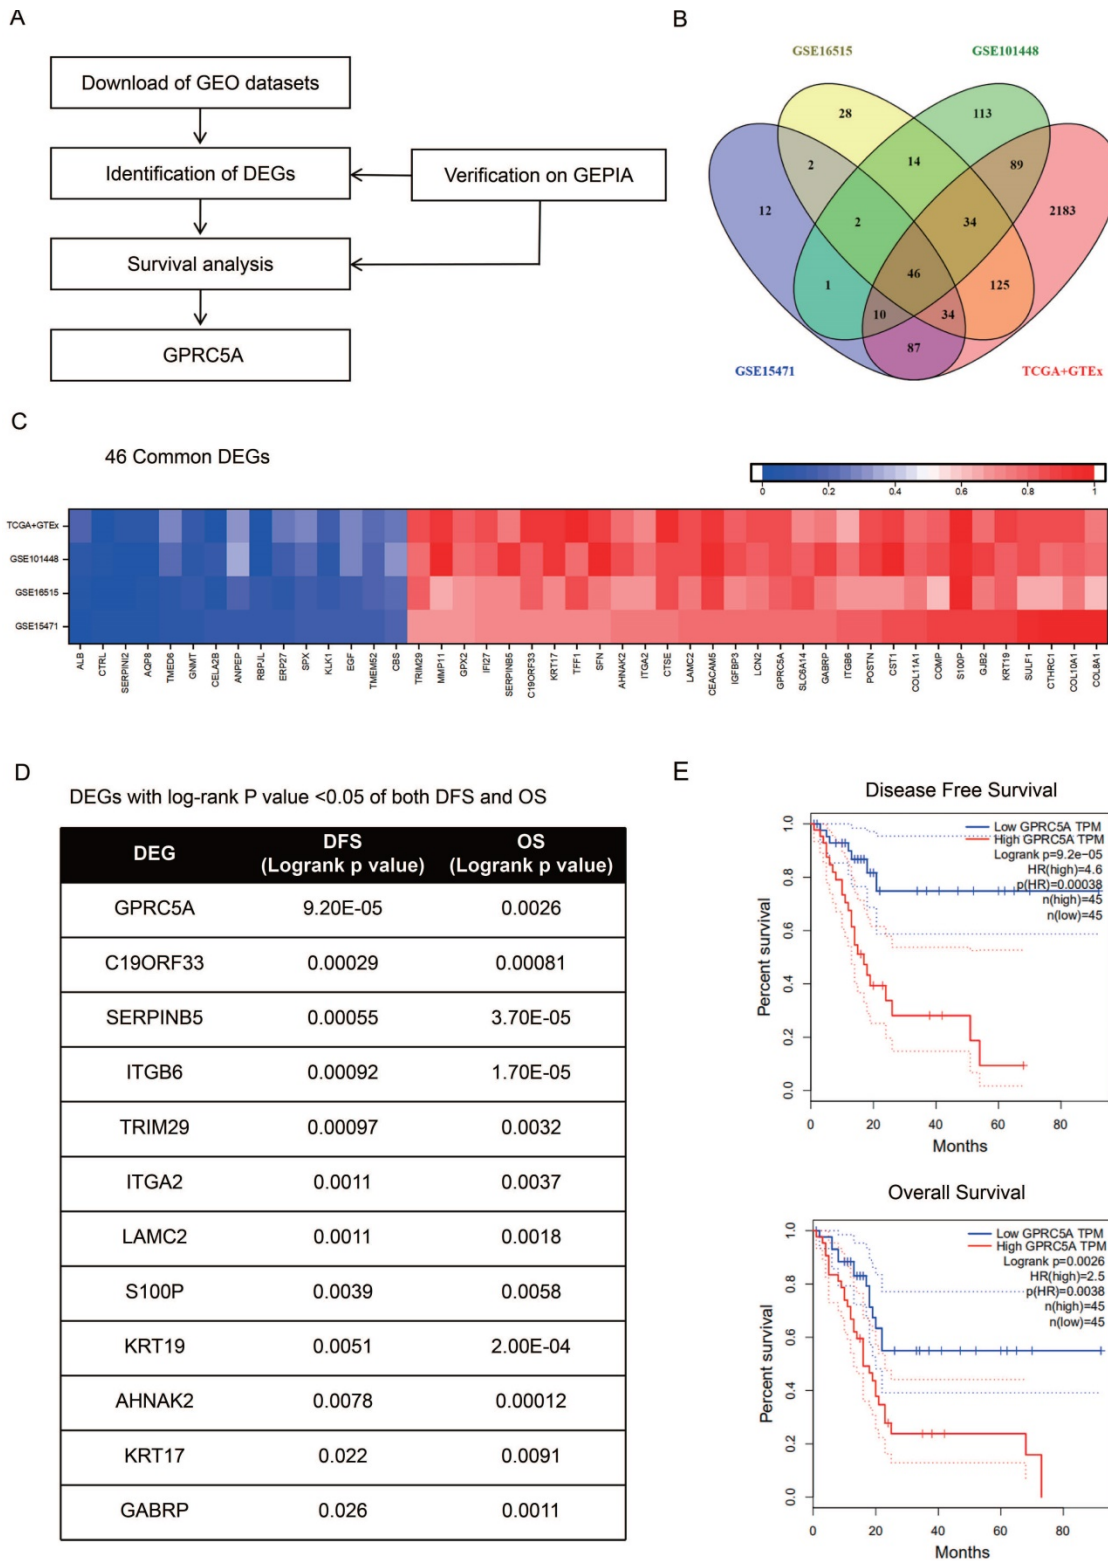 A
Download of GEO datasets
Identification of DEGs
Verification on GEPIA
Survival analysis
GPRC5A
B
GSE16515
GSE101448
28
113
2
14
89
12
2
34
2183
46
1
125
10
34
87
GSE15471
TCGA+GTEx
C
46 Common DEGs
0 0.2 0.4 0.6 0.8 1
TCGA+GTEx
GSE101448
GSE16515
GSE15471
ALB
CTRL
SERPINI2
AQP8
TMED6
GNMT
CELA2B
ANPEP
RBPJL
ERP27
SPX
KLK1
EGF
TMEM52
CBS
TRIM29
MMP11
GPX2
IFI27
SERPINB5
C19ORF33
KRT17
TFF1
SFN
AHNAK2
ITGA2
CTSE
LAMC2
CEACAM5
IGFBP3
LCN2
GPRC5A
SLC6A14
GABRP
ITGB6
POSTN
CST1
COL11A1
COMP
S100P
GJB2
KRT19
SULF1
CTHRC1
COL10A1
COL8A1
D
DEGs with log-rank P value <0.05 of both DFS and OS
DEG DFS (Logrank p value) OS (Logrank p value)
GPRC5A 9.20E-05 0.0026
C19ORF33 0.00029 0.00081
SERPINB5 0.00055 3.70E-05
ITGB6 0.00092 1.70E-05
TRIM29 0.00097 0.0032
ITGA2 0.0011 0.0037
LAMC2 0.0011 0.0018
S100P 0.0039 0.0058
KRT19 0.0051 2.00E-04
AHNAK2 0.0078 0.00012
KRT17 0.022 0.0091
GABRP 0.026 0.0011
E
Disease Free Survival
Low GPRC5A TPM
High GPRC5A TPM
Logrank p=9.2e-05
HR(high)=4.6
p(HR)=0.00038
n(high)=45
n(low)=45
Percent survival
1.0
0.8
0.6
0.4
0.2
0.0
0 20 40 60 80
Months
Overall Survival
Low GPRC5A TPM
High GPRC5A TPM
Logrank p=0.0026
HR(high)=2.5
p(HR)=0.0038
n(high)=45
n(low)=45
Percent survival
1.0
0.8
0.6
0.4
0.2
0.0
0 20 40 60 80
Months